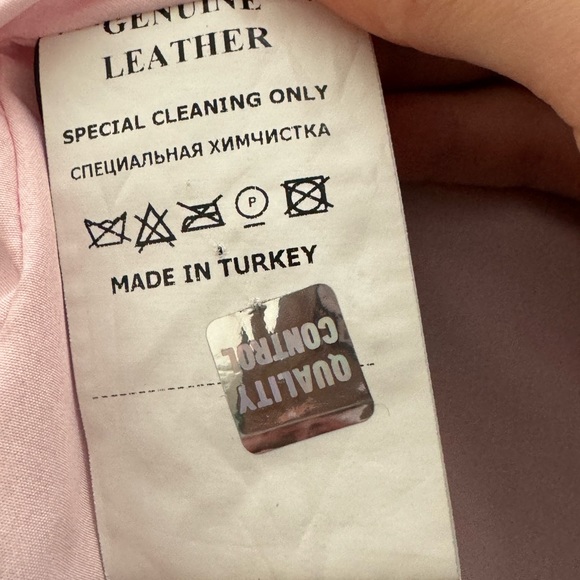 GENUINE
LEATHER
SPECIAL CLEANING ONLY
СПЕЦИАЛЬНАЯ ХИМЧИСТКА
P
MADE IN TURKEY
QUALITY
CONTROL